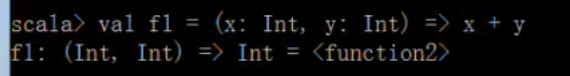 scala> val f1 = (x: Int, y: Int) => x + y
f1: (Int, Int) => Int = <function2>